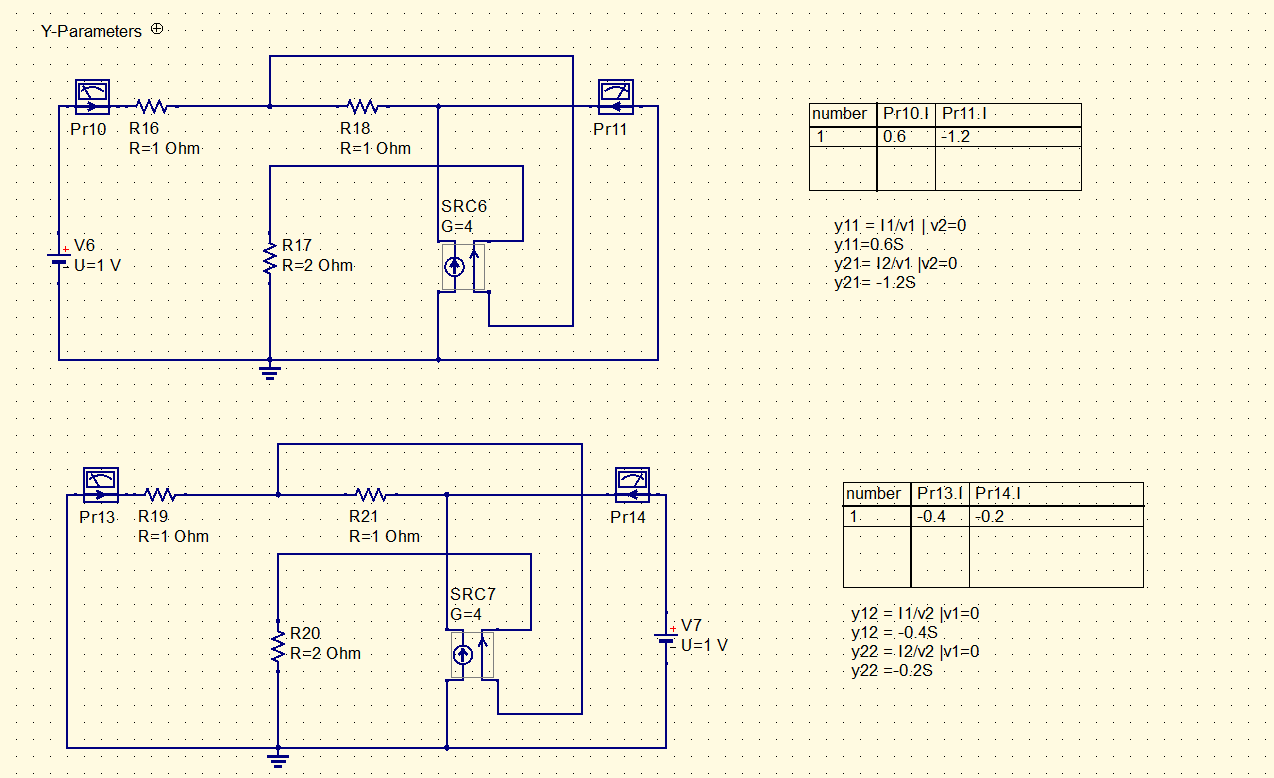 Y-Parameters
Pr10
R16
R=1 Ohm
R18
R=1 Ohm
Pr11
V6
U=1 V
R17
R=2 Ohm
SRC6
G=4
number Pr10.I Pr11.I
1 0.6 -1.2
y11 = I1/v1 | v2=0
y11=0.6S
y21= I2/v1 |v2=0
y21= -1.2S
Pr13
R19
R=1 Ohm
R21
R=1 Ohm
Pr14
R20
R=2 Ohm
SRC7
G=4
V7
U=1 V
number Pr13.I Pr14.I
1 -0.4 -0.2
y12 = I1/v2 |v1=0
y12 = -0.4S
y22 = I2/v2 |v1=0
y22 =-0.2S